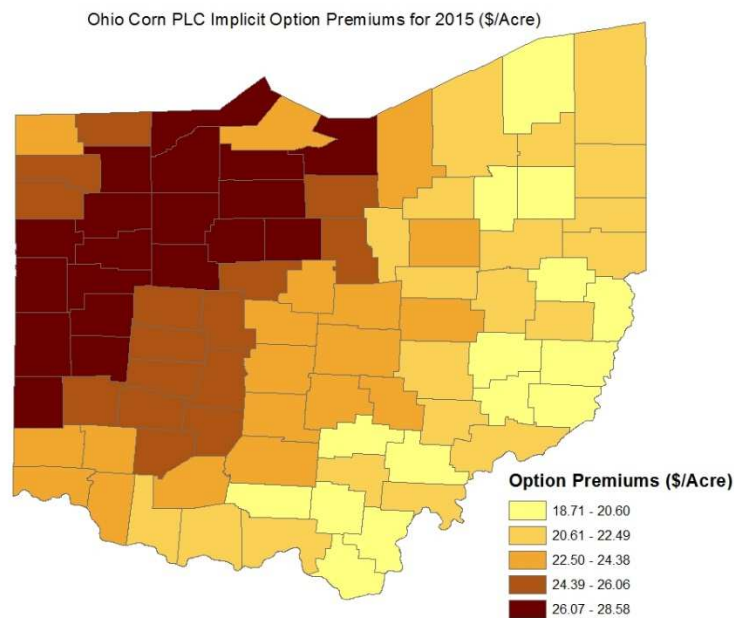 Ohio Corn PLC Implicit Option Premiums for 2015 ($/Acre)
Option Premiums ($/Acre)
18.71 - 20.60
20.61 - 22.49
22.50 - 24.38
24.39 - 26.06
26.07 - 28.58